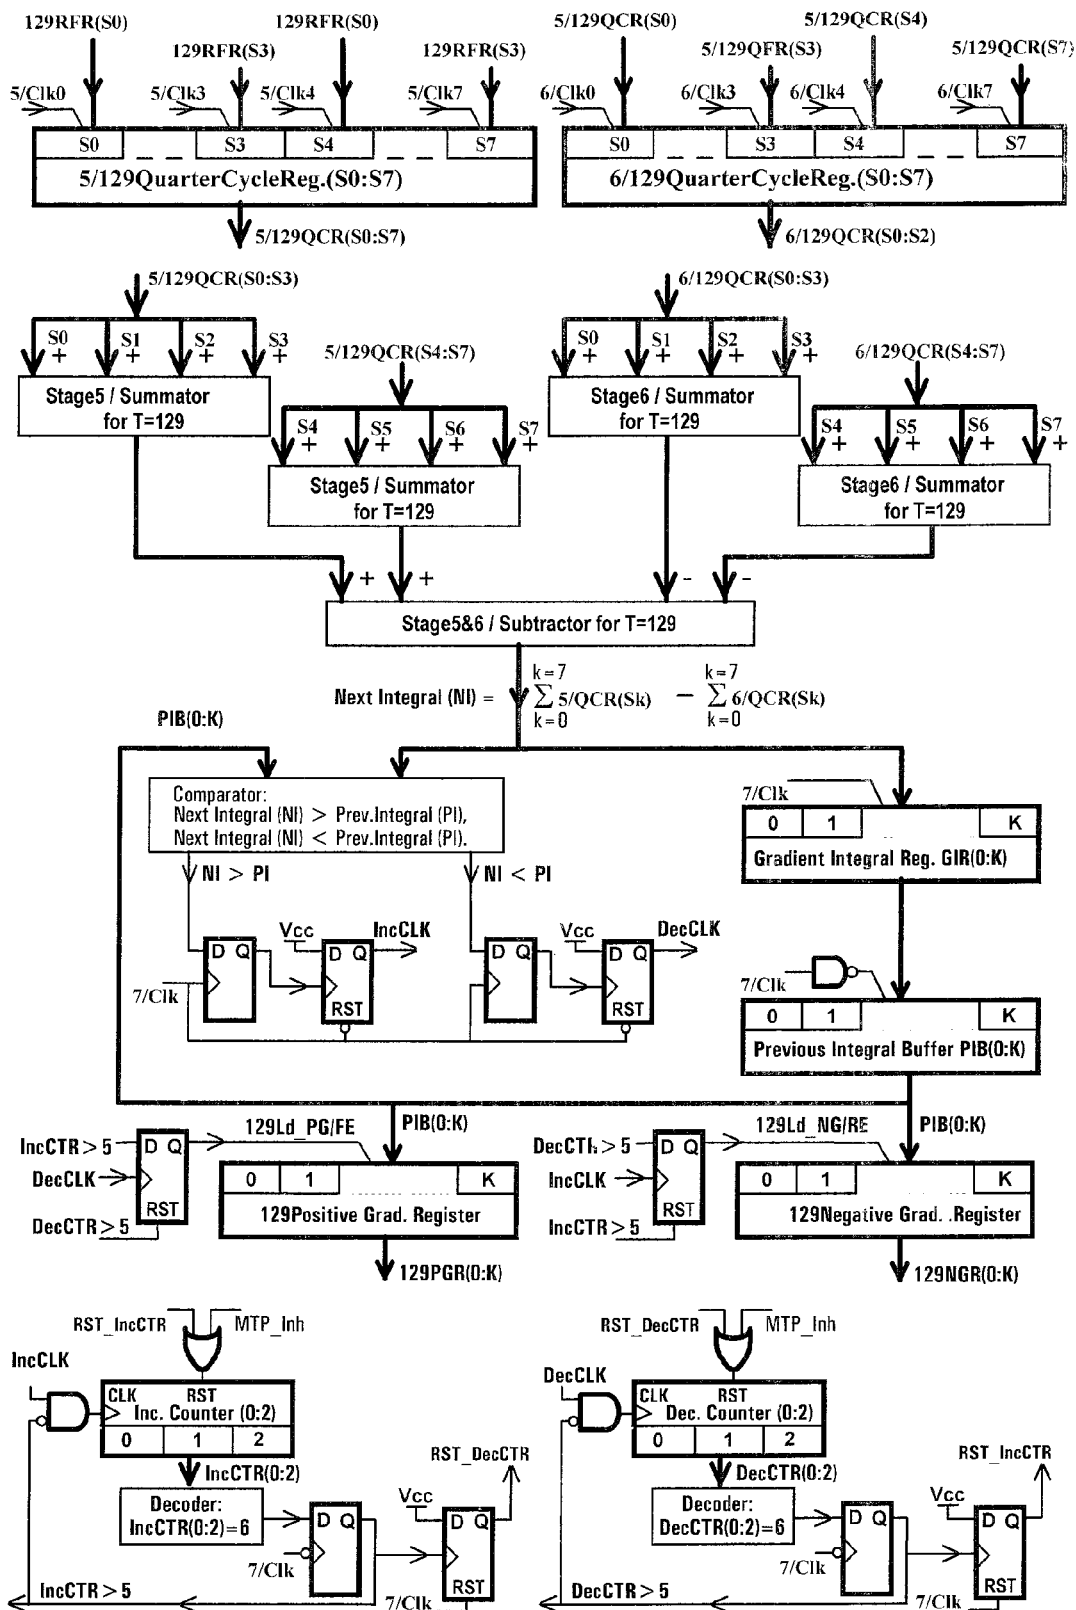 129RFR(S0)
129RFR(S0)
5/129QCR(S0)
5/129QCR(S4)
129RFR(S3)
129RFR(S3)
5/129QFR(S3)
5/129QCR(S7)
5/Clk0
5/Clk3
5/Clk4
5/Clk7
6/Clk0
6/Clk3
6/Clk4
6/Clk7
S0 S3 S4 S7
S0 S3 S4 S7
5/129QuarterCycleReg.(S0:S7)
6/129QuarterCycleReg.(S0:S7)
5/129QCR(S0:S7)
6/129QCR(S0:S2)
5/129QCR(S0:S3)
6/129QCR(S0:S3)
S0 S1 S2 S3
+ + + +
5/129QCR(S4:S7)
S0 S1 S2 S3
+ + + +
6/129QCR(S4:S7)
Stage5 / Summator
for T=129
Stage6 / Summator
for T=129
S4 S5 S6 S7
+ + + +
S4 S5 S6 S7
+ + + +
Stage5 / Summator
for T=129
Stage6 / Summator
for T=129
+ + - -
Stage5&6 / Subtractor for T=129
k=7 k=7
Next Integral (NI) = ∑ 5/QCR(Sk) − ∑ 6/QCR(Sk)
k=0 k=0
PIB(0:K)
Comparator:
Next Integral (NI) > Prev.Integral (PI),
Next Integral (NI) < Prev.Integral (PI).
7/Clk
0 1 K
Gradient Integral Reg. GIR(0:K)
NI > PI
NI < PI
Vcc
IncCLK
Vcc
DecCLK
D Q
D Q
D Q
D Q
7/Clk
RST
RST
7/Clk
0 1 K
Previous Integral Buffer PIB(0:K)
IncCTR>5
D Q
129Ld_PG/FE
PIB(0:K)
DecCTR>5
D Q
129Ld_NG/RE
PIB(0:K)
DecCLK
RST
DecCTR>5
0 1 K
129Positive Grad. Register
IncCLK
RST
IncCTR>5
0 1 K
129Negative Grad. .Register
129PGR(0:K)
129NGR(0:K)
RST_IncCTR
MTP_Inh
RST_DecCTR
MTP_Inh
IncCLK
DecCLK
CLK RST
Inc. Counter (0:2)
0 1 2
CLK RST
Dec. Counter (0:2)
0 1 2
RST_DecCTR
RST_IncCTR
IncCTR(0:2)
DecCTR(0:2)
Decoder:
IncCTR(0:2)=6
Vcc
D Q
D Q
Decoder:
DecCTR(0:2)=6
Vcc
D Q
D Q
7/Clk
RST
7/Clk
RST
IncCTR>5
7/Clk
DecCTR>5
7/Clk